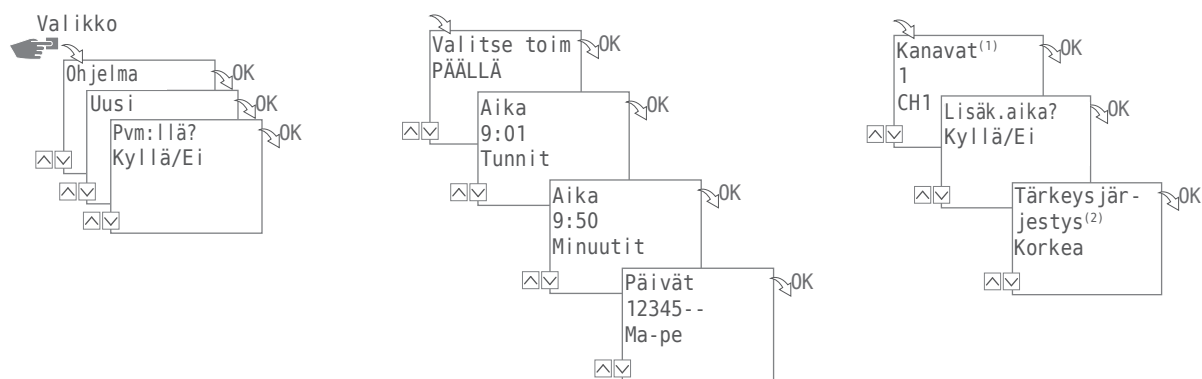 Valikko
Ohjelma
OK
Uusi
OK
Pvm:llä?
OK
Kyllä/Ei
Valitse toim
OK
PÄÄLLÄ
Aika
OK
9:01
Tunnit
Aika
OK
9:50
Minuutit
Päivät
OK
12345--
Ma-pe
Kanavat(1)
OK
1
CH1
Lisäk.aika?
OK
Kyllä/Ei
Tärkeysjär-
OK
jestys(2)
Korkea